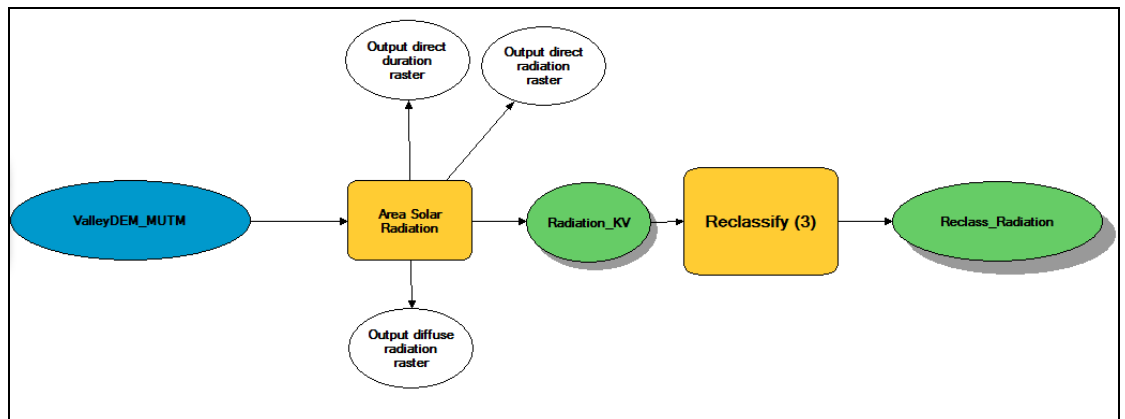 Output direct
duration
raster
Output direct
radiation
raster
ValleyDEM_MUTM
Area Solar
Radiation
Radiation_KV
Reclassify (3)
Reclass_Radiation
Output diffuse
radiation
raster